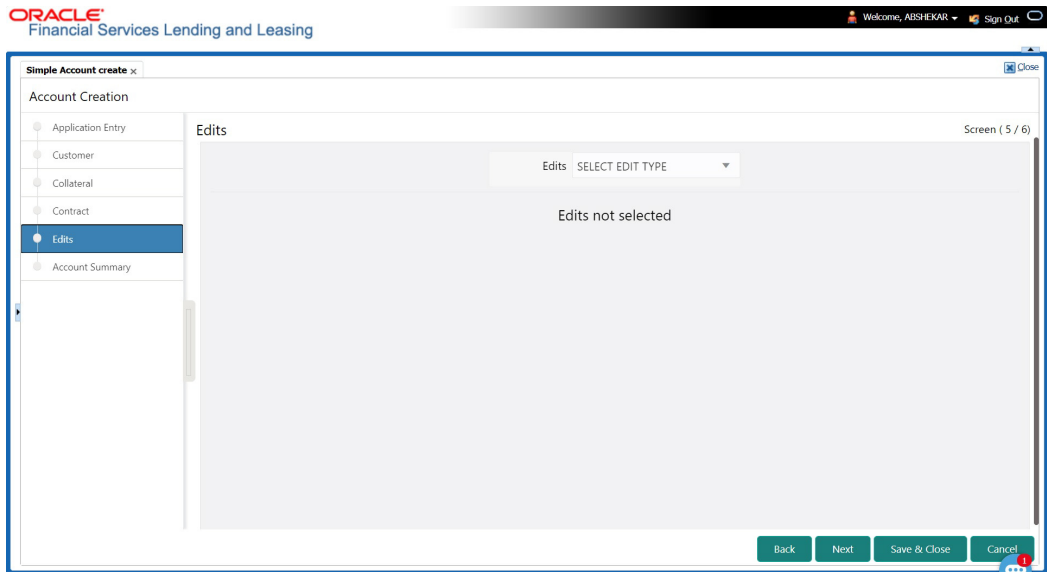 ORACLE®
Financial Services Lending and Leasing
Welcome, ABSHEKAR
Sign Out
Simple Account create x
Close
Account Creation
Application Entry
Customer
Collateral
Contract
Edits
Account Summary
Edits
Screen ( 5 / 6)
Edits SELECT EDIT TYPE
Edits not selected
Back Next Save & Close Cancel
1